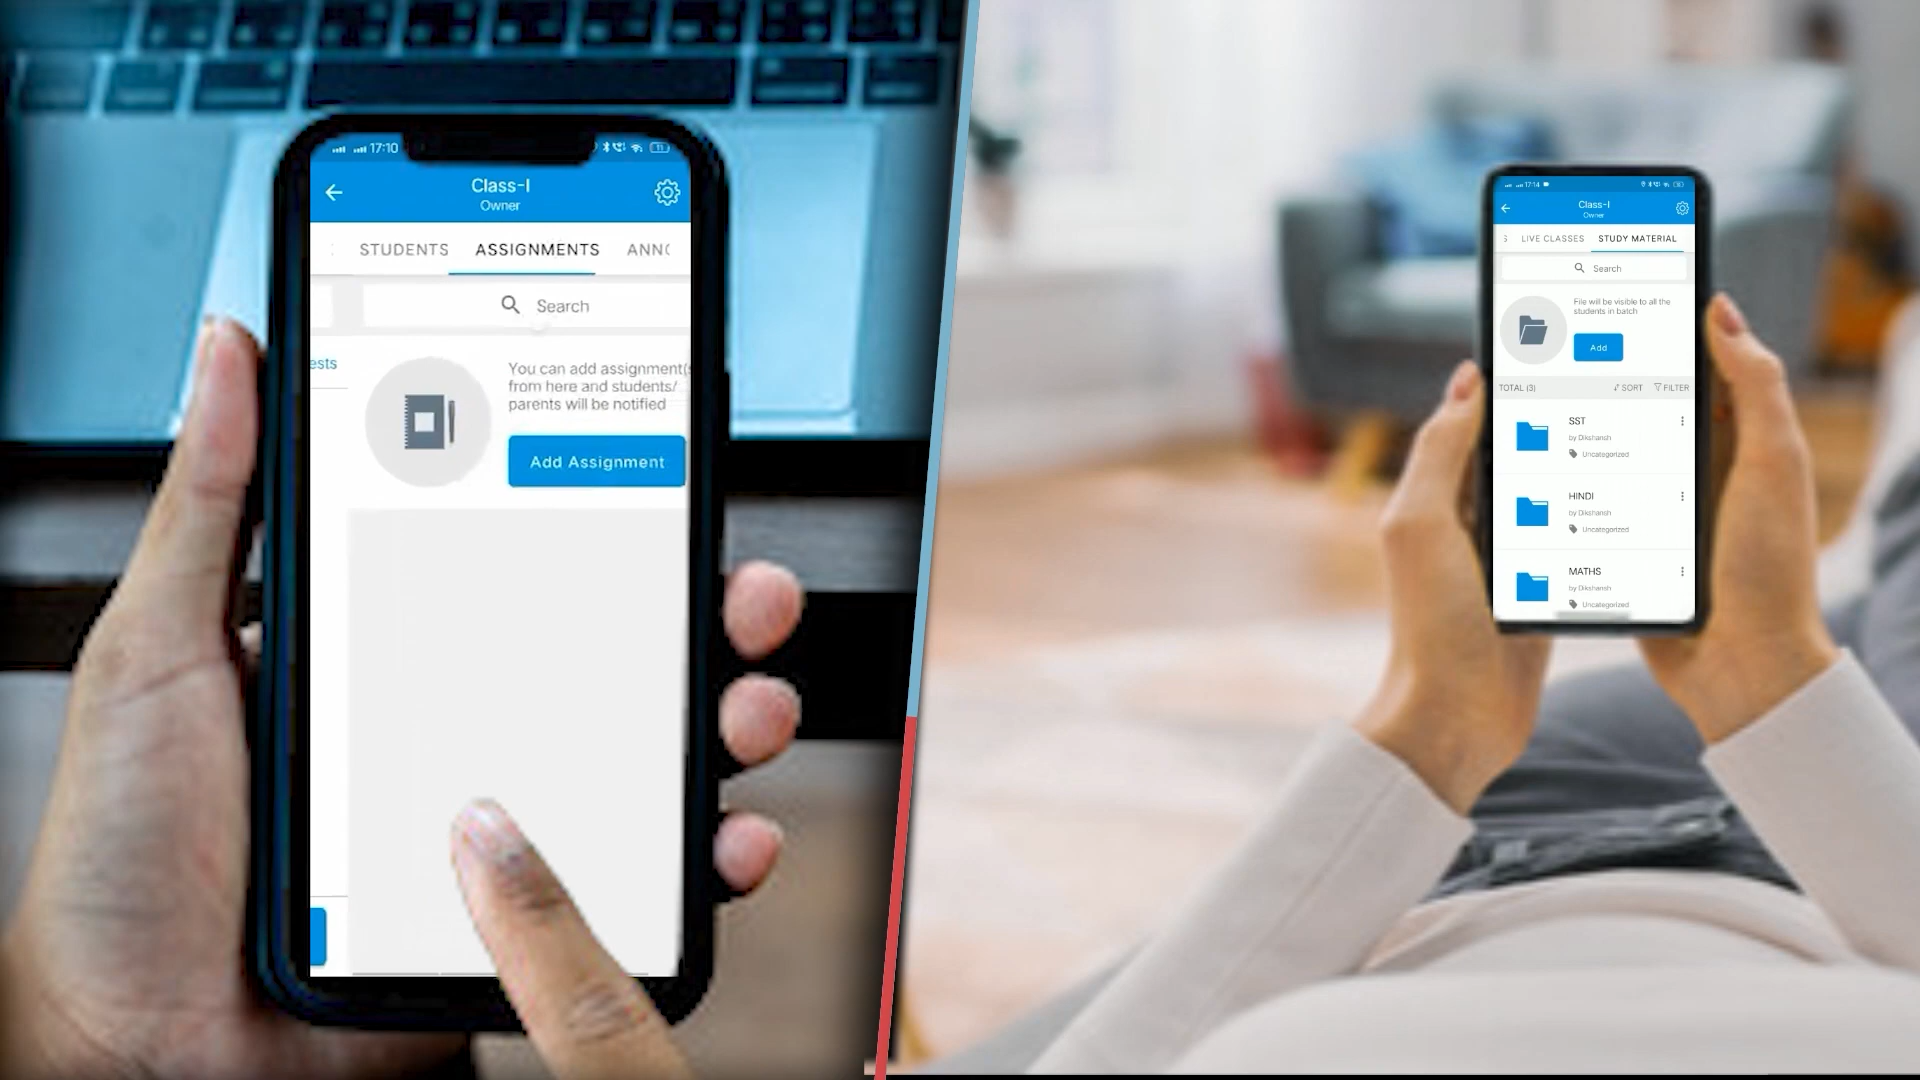 17:10
Class-I
Owner
STUDENTS ASSIGNMENTS ANNO
Search
ests
You can add assignment(s
from here and students/
parents will be notified
Add Assignment
17:14
Class-I
Owner
S LIVE CLASSES STUDY MATERIAL
Search
File will be visible to all the
students in batch
Add
TOTAL (3) SORT FILTER
SST
by Dikshansh
Uncategorized
HINDI
by Dikshansh
Uncategorized
MATHS
by Dikshansh
Uncategorized